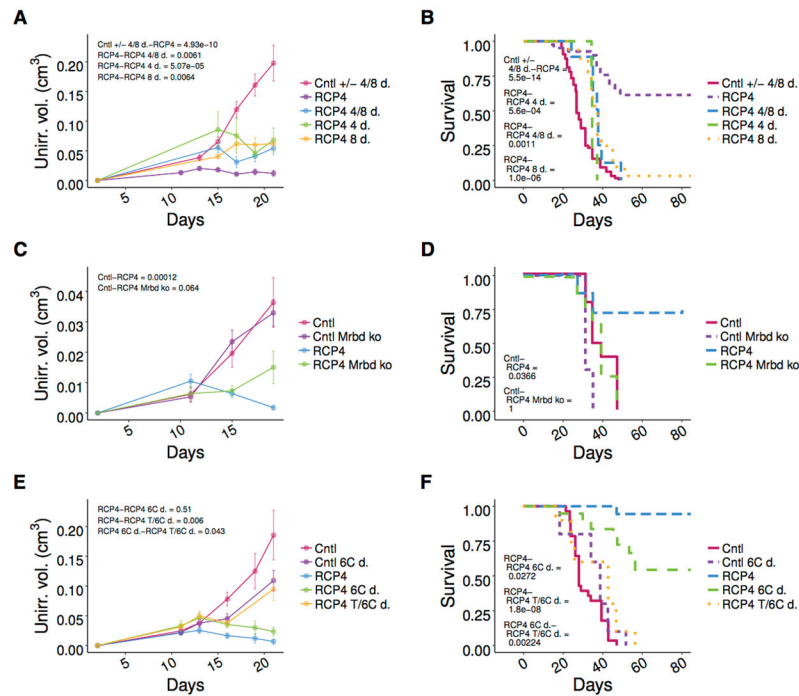 A
Unirr. vol. (cm3)
0.20
0.15
0.10
0.05
0.00
Cntl +/− 4/8 d.−RCP4 = 4.93e−10
RCP4−RCP4 4/8 d. = 0.0061
RCP4−RCP4 4 d. = 5.07e−05
RCP4−RCP4 8 d. = 0.0064
5 10 15 20
Days
Cntl +/− 4/8 d.
RCP4
RCP4 4/8 d.
RCP4 4 d.
RCP4 8 d.
B
Survival
1.00
0.75
0.50
0.25
0.00
Cntl +/−
4/8 d.−RCP4 =
5.5e−14
RCP4−
RCP4 4 d. =
5.6e−04
RCP4−
RCP4 4/8 d. =
0.0011
RCP4−
RCP4 8 d. =
1.0e−06
0 20 40 60 80
Days
Cntl +/− 4/8 d.
RCP4
RCP4 4/8 d.
RCP4 4 d.
RCP4 8 d.
C
Unirr. vol. (cm3)
0.04
0.03
0.02
0.01
0.00
Cntl−RCP4 = 0.00012
Cntl−RCP4 Mrbd ko = 0.064
5 10 15
Days
Cntl
Cntl Mrbd ko
RCP4
RCP4 Mrbd ko
D
Survival
1.00
0.75
0.50
0.25
0.00
Cntl−
RCP4 =
0.0366
Cntl−
RCP4 Mrbd ko =
1
0 20 40 60 80
Days
Cntl
Cntl Mrbd ko
RCP4
RCP4 Mrbd ko
E
Unirr. vol. (cm3)
0.20
0.15
0.10
0.05
0.00
RCP4−RCP4 6C d. = 0.51
RCP4−RCP4 T/6C d. = 0.006
RCP4 6C d.−RCP4 T/6C d. = 0.043
5 10 15 20
Days
Cntl
Cntl 6C d.
RCP4
RCP4 6C d.
RCP4 T/6C d.
F
Survival
1.00
0.75
0.50
0.25
0.00
RCP4−
RCP4 6C d. =
0.0272
RCP4−
RCP4 T/6C d. =
1.8e−08
RCP4 6C d.−
RCP4 T/6C d. =
0.00224
0 20 40 60 80
Days
Cntl
Cntl 6C d.
RCP4
RCP4 6C d.
RCP4 T/6C d.